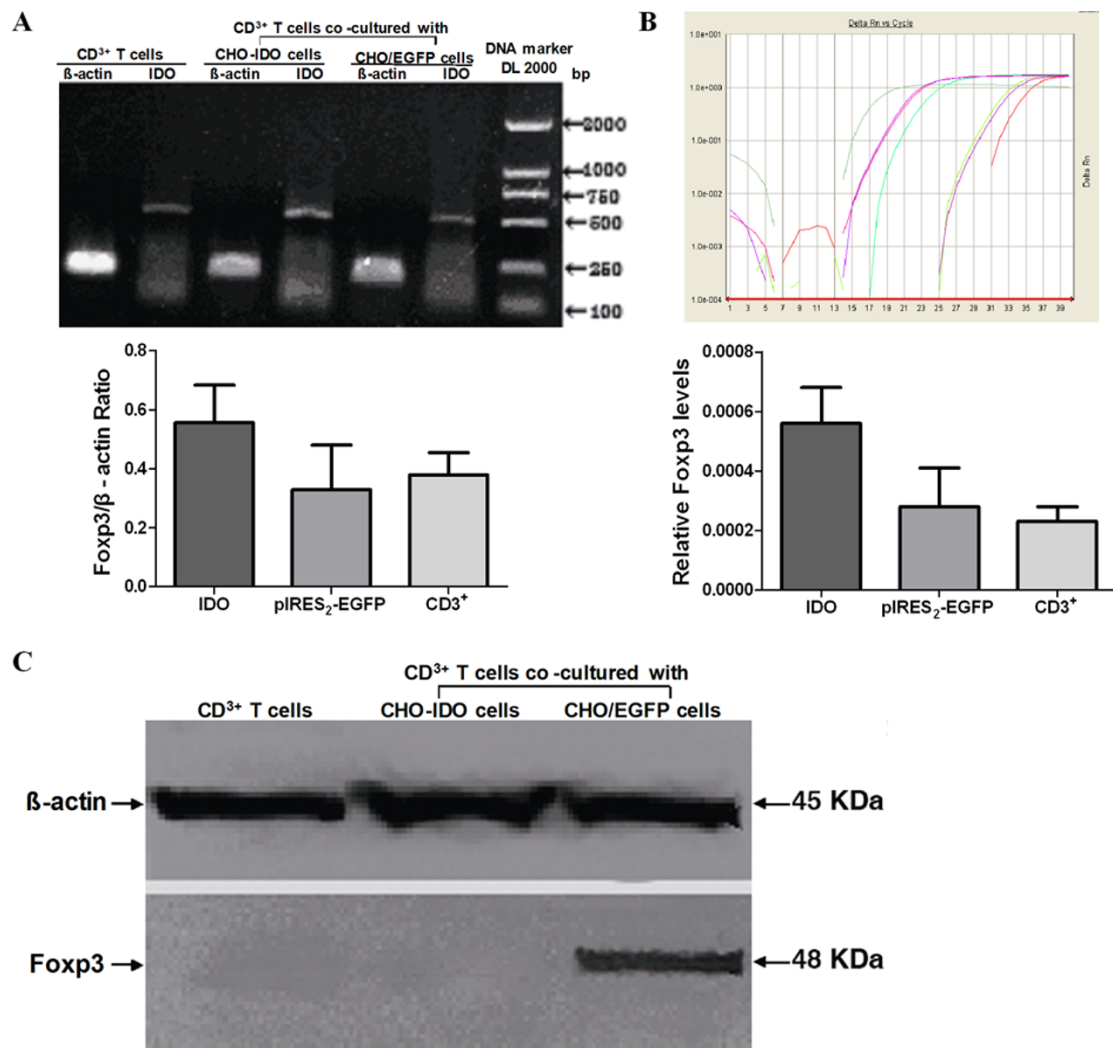 A
CD³⁺ T cells co -cultured with
CD³⁺ T cells
CHO-IDO cells
CHO/EGFP cells
DNA marker
DL 2000
bp
ß-actin IDO ß-actin IDO ß-actin IDO
2000
1000
750
500
250
100
0.8
0.6
0.4
0.2
0.0
Foxp3/β - actin Ratio
IDO pIRES₂-EGFP CD3⁺
B
Delta Rn vs Cycle
1.0e+001
1.0e+000
1.0e-001
1.0e-002
1.0e-003
1.0e-004
Delta Rn
1 3 5 7 9 11 13 15 17 19 21 23 25 27 29 31 33 35 37 39
0.0008
0.0006
0.0004
0.0002
0.0000
Relative Foxp3 levels
IDO pIRES₂-EGFP CD3⁺
C
CD³⁺ T cells co -cultured with
CD³⁺ T cells CHO-IDO cells CHO/EGFP cells
ß-actin 45 KDa
Foxp3 48 KDa